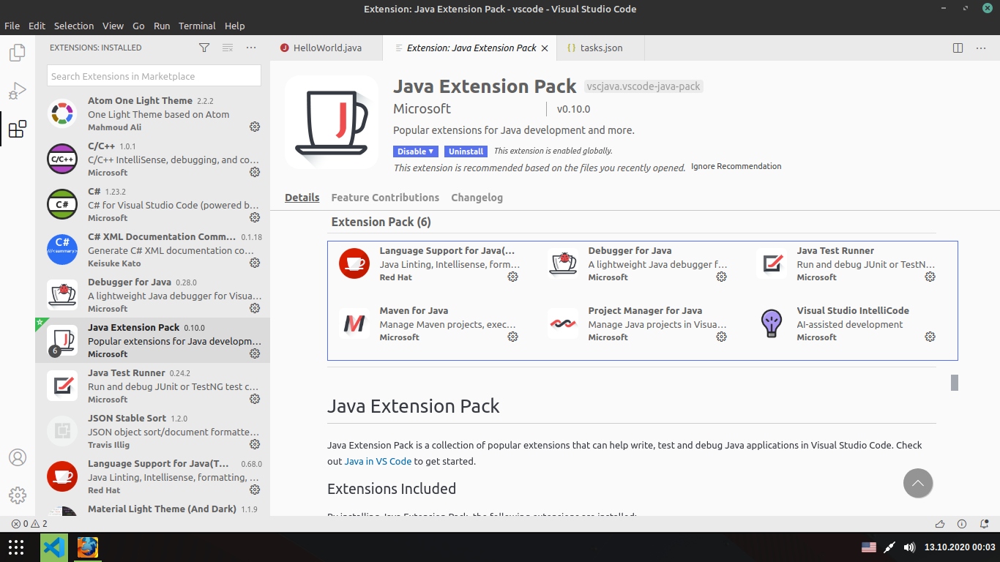 Extension: Java Extension Pack - vscode - Visual Studio Code
File Edit Selection View Go Run Terminal Help
EXTENSIONS: INSTALLED
Search Extensions in Marketplace
Atom One Light Theme 2.2.2
One Light Theme based on Atom
Mahmoud Ali
C/C++
C/C++ 1.0.1
C/C++ IntelliSense, debugging, and co...
Microsoft
C#
C# 1.23.2
C# for Visual Studio Code (powered b...
Microsoft
C#
///<summary>
C# XML Documentation Comm... 0.1.18
Generate C# XML documentation co...
Keisuke Kato
Debugger for Java 0.28.0
A lightweight Java debugger for Visua...
Microsoft
6
Java Extension Pack 0.10.0
Popular extensions for Java developm...
Microsoft
Java Test Runner 0.24.2
Run and debug JUnit or TestNG test c...
Microsoft
JSON Stable Sort 1.2.0
JSON object sort/document formatte...
Travis Illig
Language Support for Java(T... 0.68.0
Java Linting, Intellisense, formatting, ...
Red Hat
Material Light Theme (And Dark) 1.1.9
J HelloWorld.java
Extension: Java Extension Pack
{} tasks.json
J
Java Extension Pack vscjava.vscode-java-pack
Microsoft v0.10.0
Popular extensions for Java development and more.
Disable Uninstall This extension is enabled globally.
This extension is recommended based on the files you recently opened. Ignore Recommendation
Details Feature Contributions Changelog
Extension Pack (6)
Language Support for Java(...
Java Linting, Intellisense, form...
Red Hat
Debugger for Java
A lightweight Java debugger f...
Microsoft
Java Test Runner
Run and debug JUnit or TestN...
Microsoft
Maven for Java
Manage Maven projects, exec...
Microsoft
Project Manager for Java
Manage Java projects in Visua...
Microsoft
Visual Studio IntelliCode
AI-assisted development
Microsoft
Java Extension Pack
Java Extension Pack is a collection of popular extensions that can help write, test and debug Java applications in Visual Studio Code. Check
out Java in VS Code to get started.
Extensions Included
By installing Java Extension Pack, the following extensions are installed:
0 2
13.10.2020 00:03